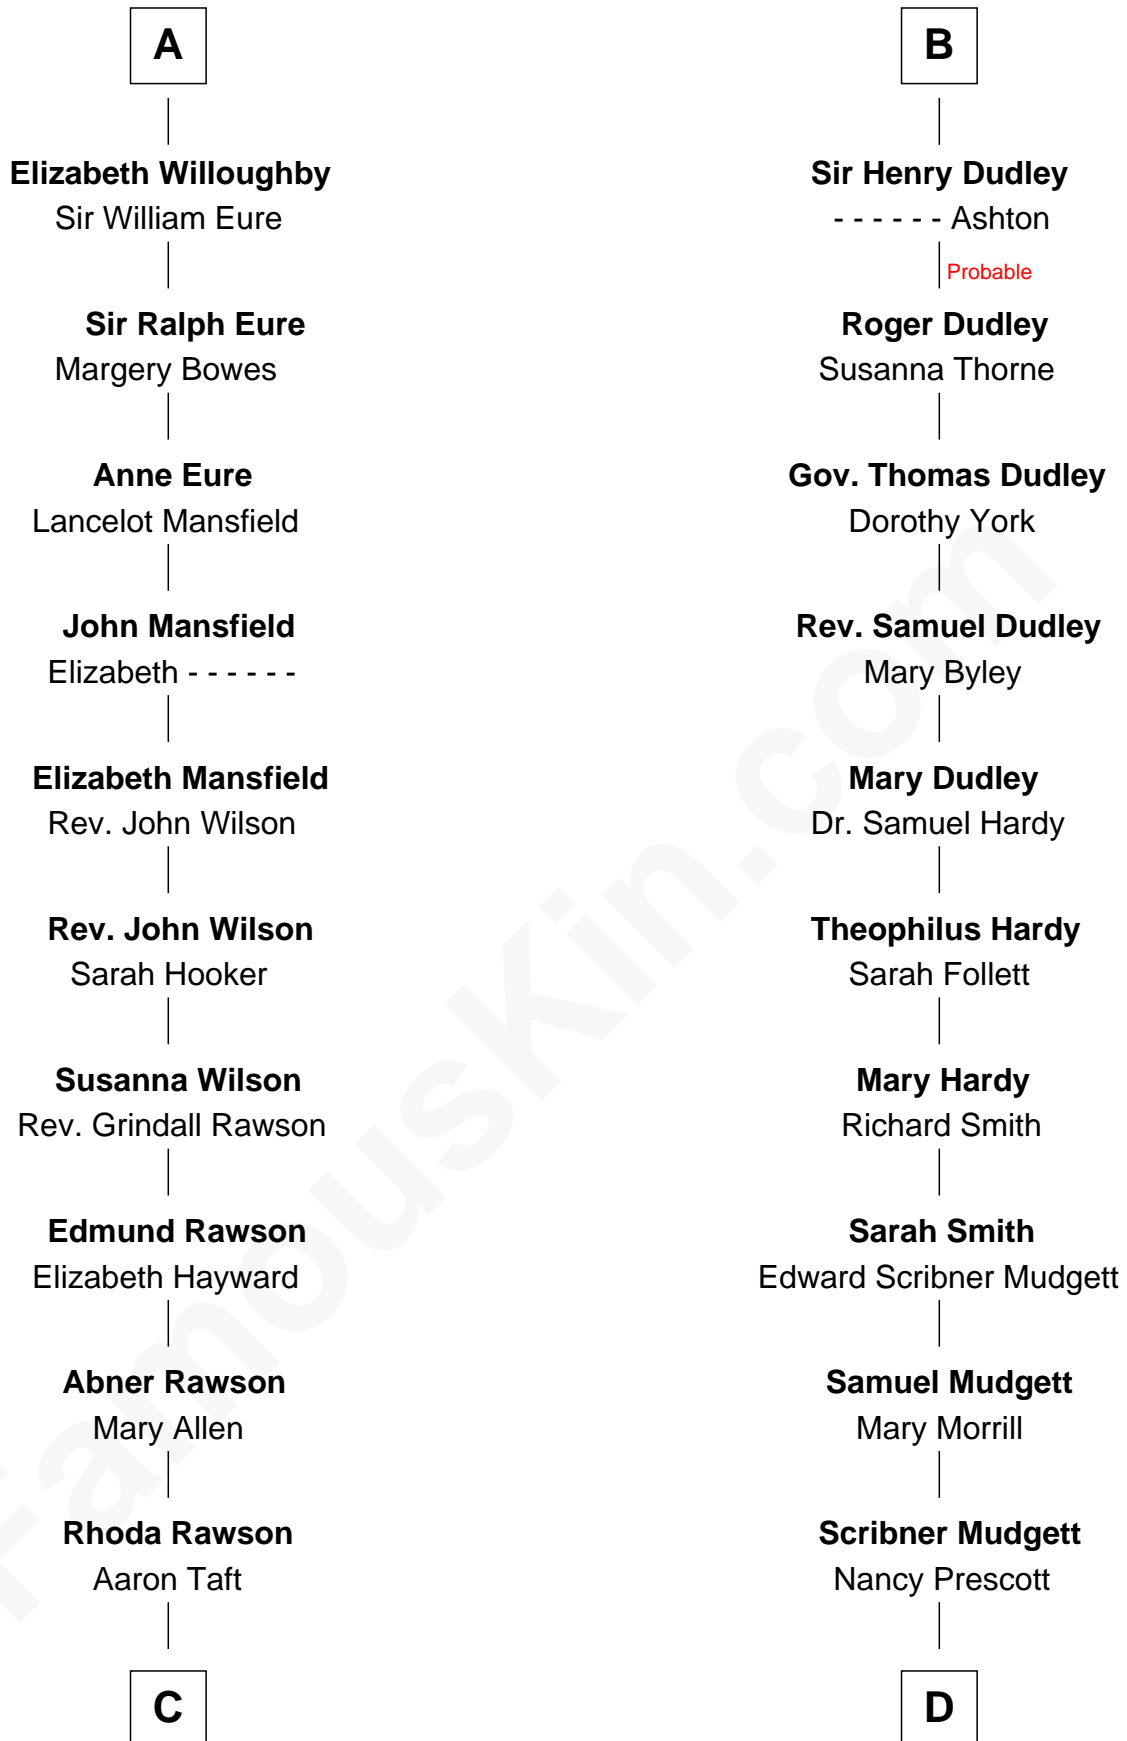 A
Elizabeth Willoughby
Sir William Eure
Sir Ralph Eure
Margery Bowes
Anne Eure
Lancelot Mansfield
John Mansfield
Elizabeth - - - - - -
Elizabeth Mansfield
Rev. John Wilson
Rev. John Wilson
Sarah Hooker
Susanna Wilson
Rev. Grindall Rawson
Edmund Rawson
Elizabeth Hayward
Abner Rawson
Mary Allen
Rhoda Rawson
Aaron Taft
C
B
Sir Henry Dudley
- - - - - - Ashton
Probable
Roger Dudley
Susanna Thorne
Gov. Thomas Dudley
Dorothy York
Rev. Samuel Dudley
Mary Byley
Mary Dudley
Dr. Samuel Hardy
Theophilus Hardy
Sarah Follett
Mary Hardy
Richard Smith
Sarah Smith
Edward Scribner Mudgett
Samuel Mudgett
Mary Morrill
Scribner Mudgett
Nancy Prescott
D
FamousKin.com